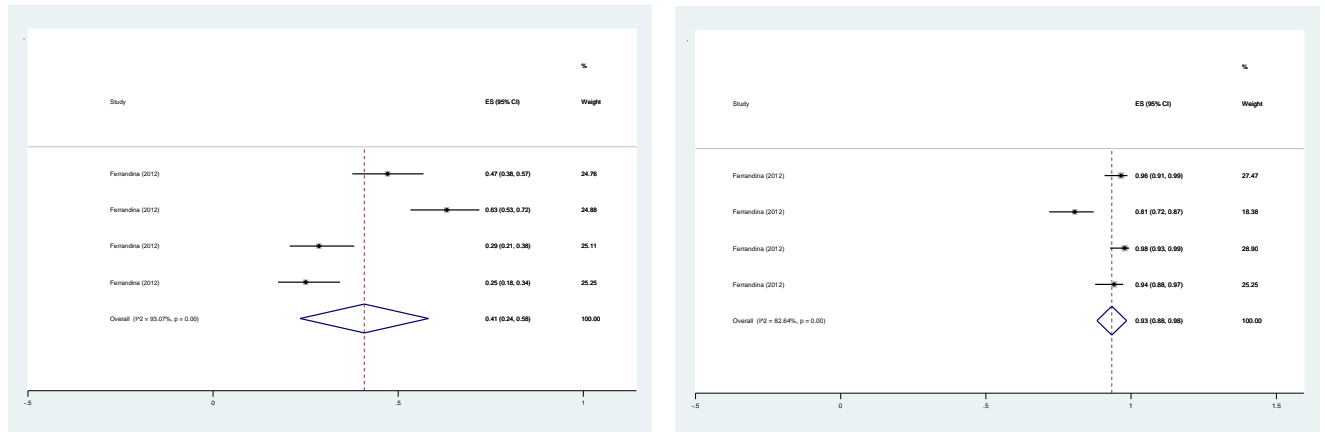 %
Study ES (95% CI) Weight
Ferrandina (2012) 0.47 (0.38, 0.57) 24.76
Ferrandina (2012) 0.63 (0.53, 0.72) 24.88
Ferrandina (2012) 0.29 (0.21, 0.38) 25.11
Ferrandina (2012) 0.25 (0.18, 0.34) 25.25
Overall (I^2 = 93.07%, p = 0.00) 0.41 (0.24, 0.58) 100.00
-.5 0 .5 1
%
Study ES (95% CI) Weight
Ferrandina (2012) 0.96 (0.91, 0.99) 27.47
Ferrandina (2012) 0.81 (0.72, 0.87) 18.38
Ferrandina (2012) 0.98 (0.93, 0.99) 28.90
Ferrandina (2012) 0.94 (0.88, 0.97) 25.25
Overall (I^2 = 82.64%, p = 0.00) 0.93 (0.88, 0.98) 100.00
-.5 0 .5 1 1.5